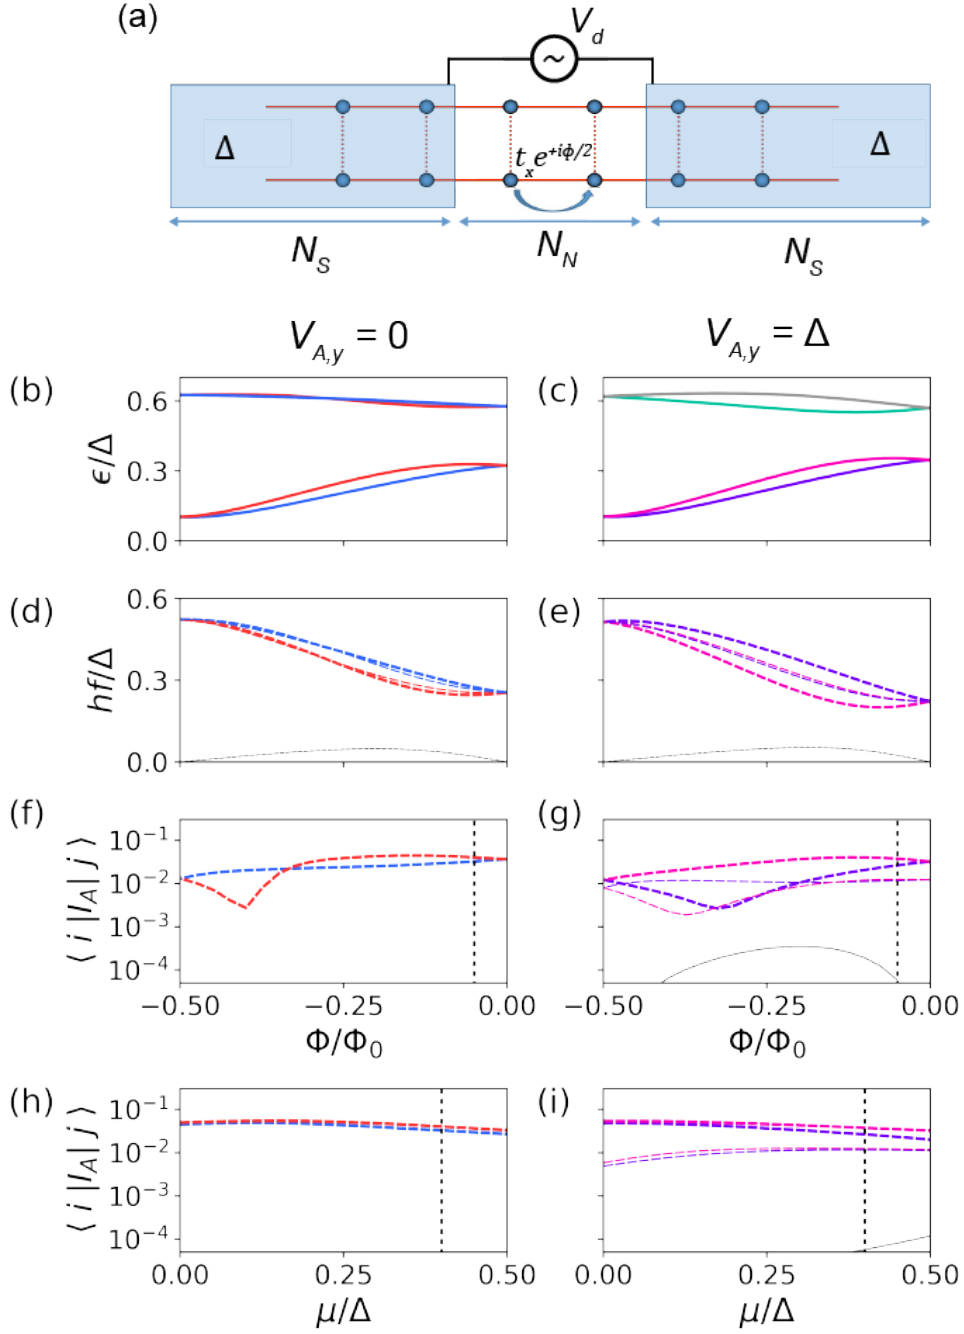 (a)
V_d
~
Δ
t_x e^{+iϕ/2}
Δ
N_S
N_N
N_S
V_{A,y} = 0
V_{A,y} = Δ
(b)
ϵ/Δ
0.6
0.3
0.0
(c)
(d)
hf/Δ
0.6
0.3
0.0
(e)
(f)
⟨ i |I_A| j ⟩
10^{-1}
10^{-2}
10^{-3}
10^{-4}
−0.50 −0.25 0.00
Φ/Φ_0
(g)
−0.50 −0.25 0.00
Φ/Φ_0
(h)
⟨ i |I_A| j ⟩
10^{-1}
10^{-2}
10^{-3}
10^{-4}
0.00 0.25 0.50
μ/Δ
(i)
0.00 0.25 0.50
μ/Δ